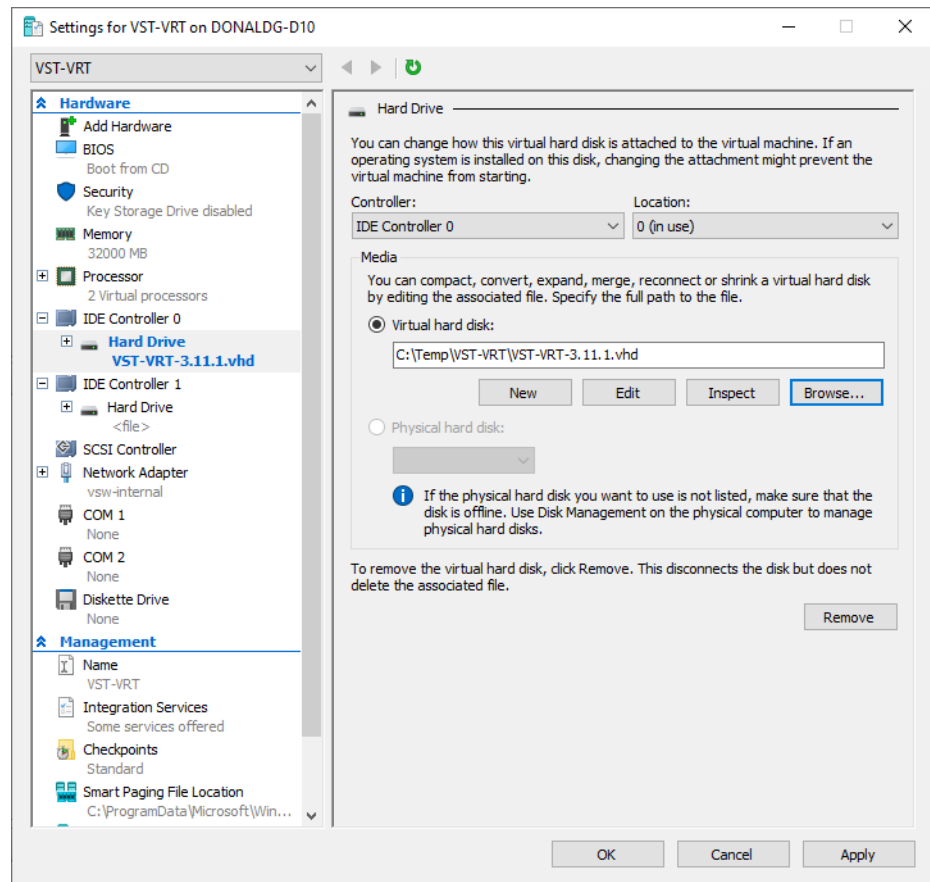 Settings for VST-VRT on DONALDG-D10
VST-VRT
Hardware
Add Hardware
BIOS
Boot from CD
Security
Key Storage Drive disabled
Memory
32000 MB
Processor
2 Virtual processors
IDE Controller 0
Hard Drive
VST-VRT-3.11.1.vhd
IDE Controller 1
Hard Drive
<file>
SCSI Controller
Network Adapter
vsw-internal
COM 1
None
COM 2
None
Diskette Drive
None
Management
Name
VST-VRT
Integration Services
Some services offered
Checkpoints
Standard
Smart Paging File Location
C:\ProgramData\Microsoft\Win...
Hard Drive
You can change how this virtual hard disk is attached to the virtual machine. If an
operating system is installed on this disk, changing the attachment might prevent the
virtual machine from starting.
Controller:
Location:
IDE Controller 0
0 (in use)
Media
You can compact, convert, expand, merge, reconnect or shrink a virtual hard disk
by editing the associated file. Specify the full path to the file.
Virtual hard disk:
C:\Temp\VST-VRT\VST-VRT-3.11.1.vhd
New
Edit
Inspect
Browse...
Physical hard disk:
If the physical hard disk you want to use is not listed, make sure that the
disk is offline. Use Disk Management on the physical computer to manage
physical hard disks.
To remove the virtual hard disk, click Remove. This disconnects the disk but does not
delete the associated file.
Remove
OK
Cancel
Apply